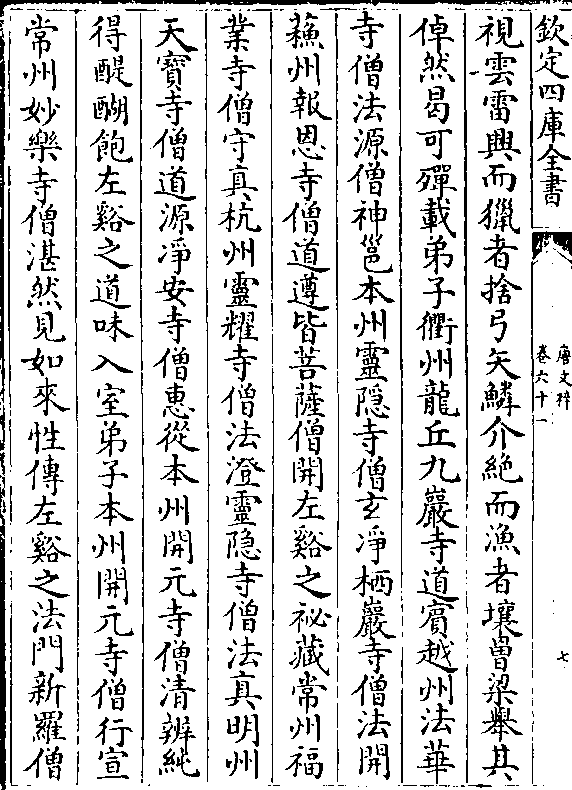 欽定四庫全書
唐文粹
卷六十一
七
視雲雷興而獵者捨弓矢鱗介絶而漁者壞罾梁舉其
倬然曷可殫載弟子衢州龍丘九巖寺道賓越州法華
寺僧法源僧神邕本州靈隐寺僧玄凈栖巖寺僧法開
蘓州報恩寺僧道遵皆菩薩僧開左谿之祕藏常州福
業寺僧守真杭州靈耀寺僧法澄靈隐寺僧法真明州
天寳寺僧道源凈安寺僧惠從本州開元寺僧清辨純
得醍醐飽左谿之道味入室弟子本州開元寺僧行宣
常州妙樂寺僧湛然見如來性傳左谿之法門新羅僧